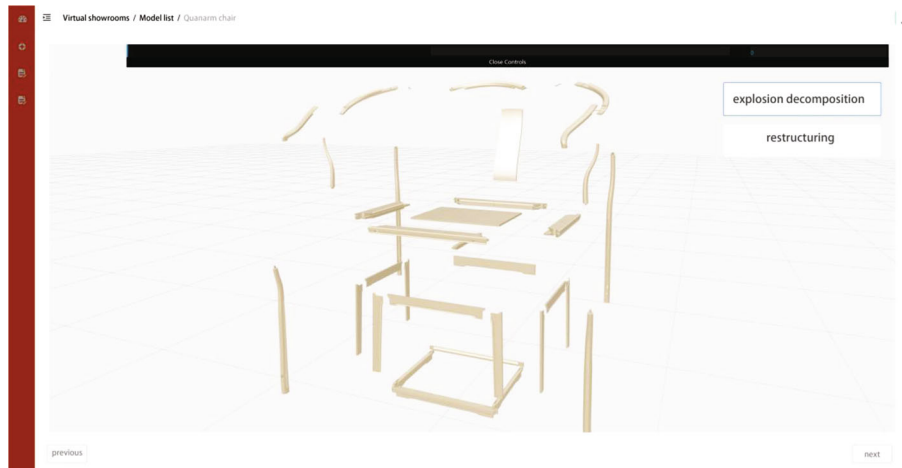 Virtual showrooms / Model list / Quanarm chair
Close Controls
explosion decomposition
restructuring
previous
next